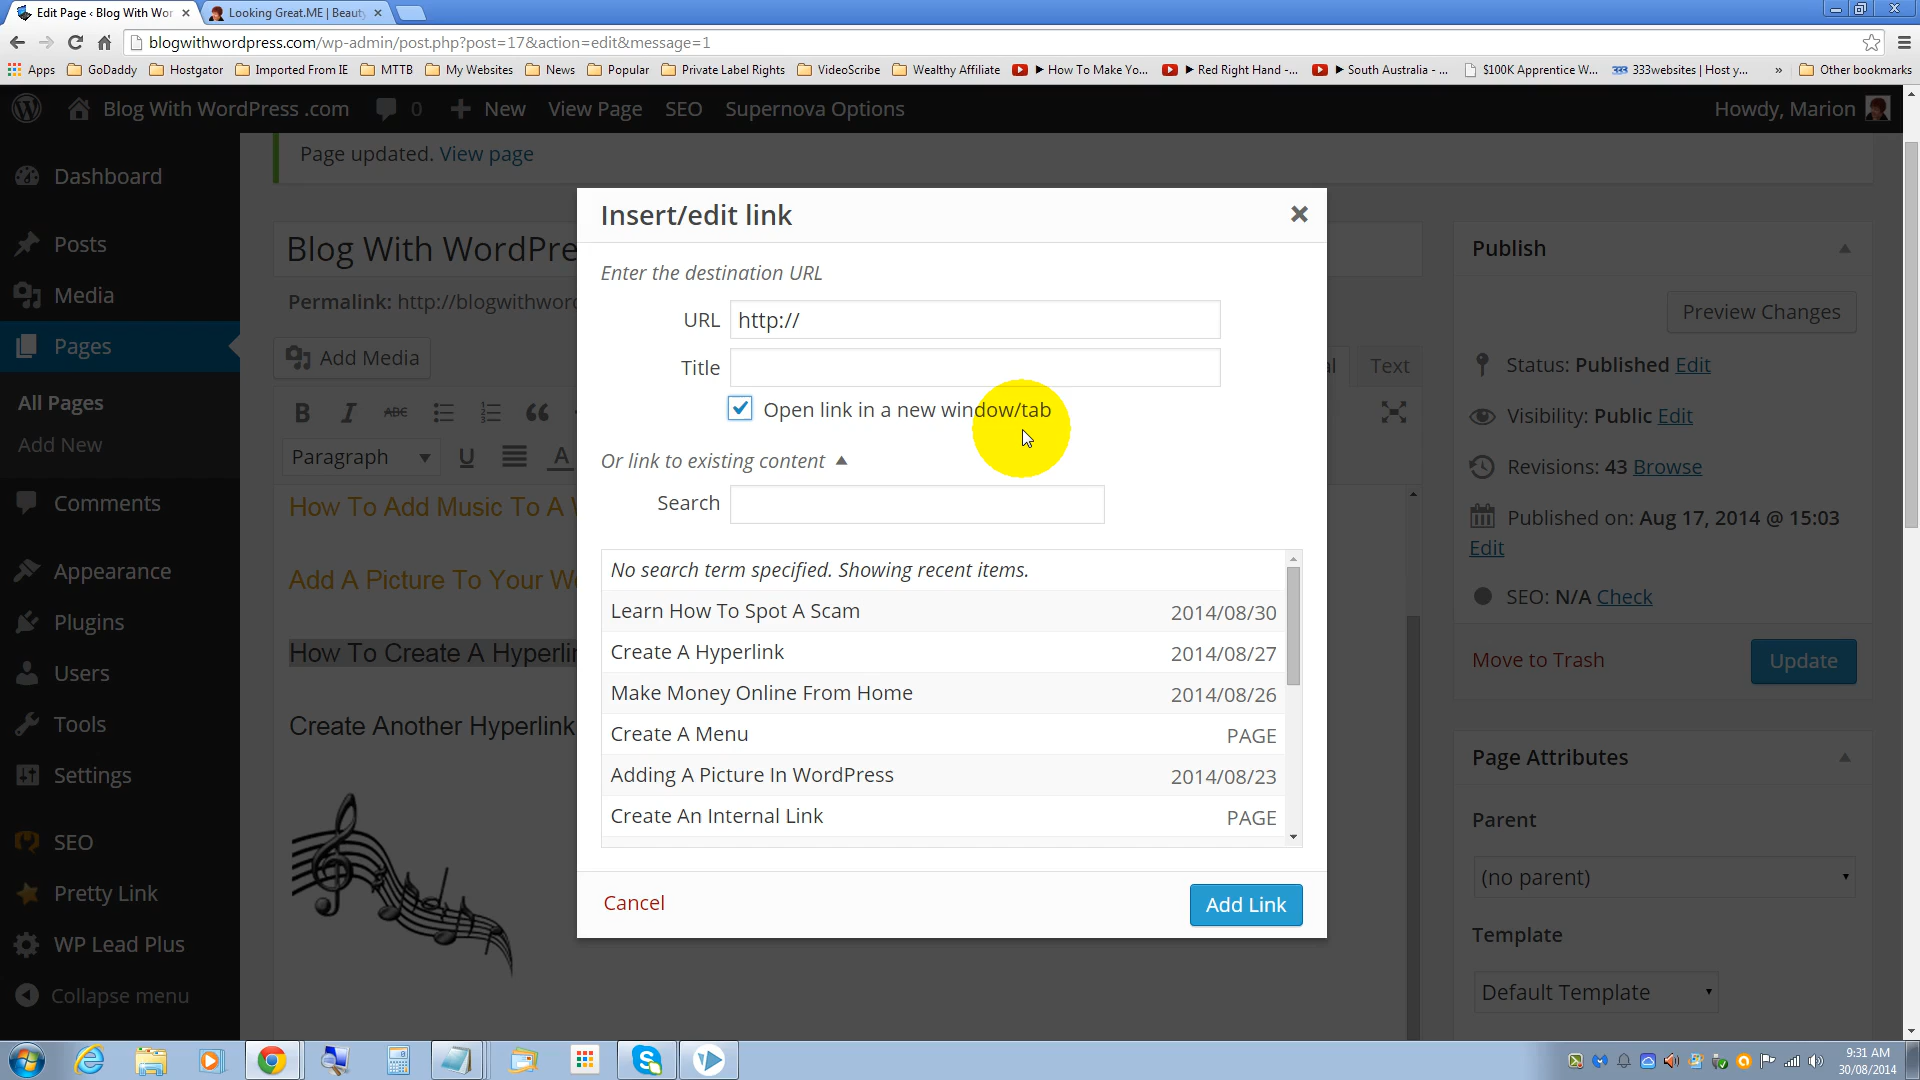 Edit Page ‹ Blog With Wor
Looking Great.ME | Beauty
blogwithwordpress.com/wp-admin/post.php?post=17&action=edit&message=1
Apps GoDaddy Hostgator Imported From IE MTTB My Websites News Popular Private Label Rights VideoScribe Wealthy Affiliate ▶ How To Make Yo... ▶ Red Right Hand -... ▶ South Australia - ... $100K Apprentice W... 333websites | Host y... » Other bookmarks
Blog With WordPress .com 0 New View Page SEO Supernova Options Howdy, Marion
Page updated. View page
Dashboard
Posts
Media
Pages
All Pages
Add New
Comments
Appearance
Plugins
Users
Tools
Settings
SEO
Pretty Link
WP Lead Plus
Collapse menu
Blog With WordPre
Permalink: http://blogwithword
Add Media
Text
B I ABC
Paragraph U A
How To Add Music To A
Add A Picture To Your
How To Create A Hyperlin
Create Another Hyperlink
Insert/edit link
Enter the destination URL
URL http://
Title
Open link in a new window/tab
Or link to existing content
Search
No search term specified. Showing recent items.
Learn How To Spot A Scam 2014/08/30
Create A Hyperlink 2014/08/27
Make Money Online From Home 2014/08/26
Create A Menu PAGE
Adding A Picture In WordPress 2014/08/23
Create An Internal Link PAGE
Cancel Add Link
Publish
Preview Changes
Status: Published Edit
Visibility: Public Edit
Revisions: 43 Browse
Published on: Aug 17, 2014 @ 15:03
Edit
SEO: N/A Check
Move to Trash Update
Page Attributes
Parent
(no parent)
Template
Default Template
9:31 AM
30/08/2014